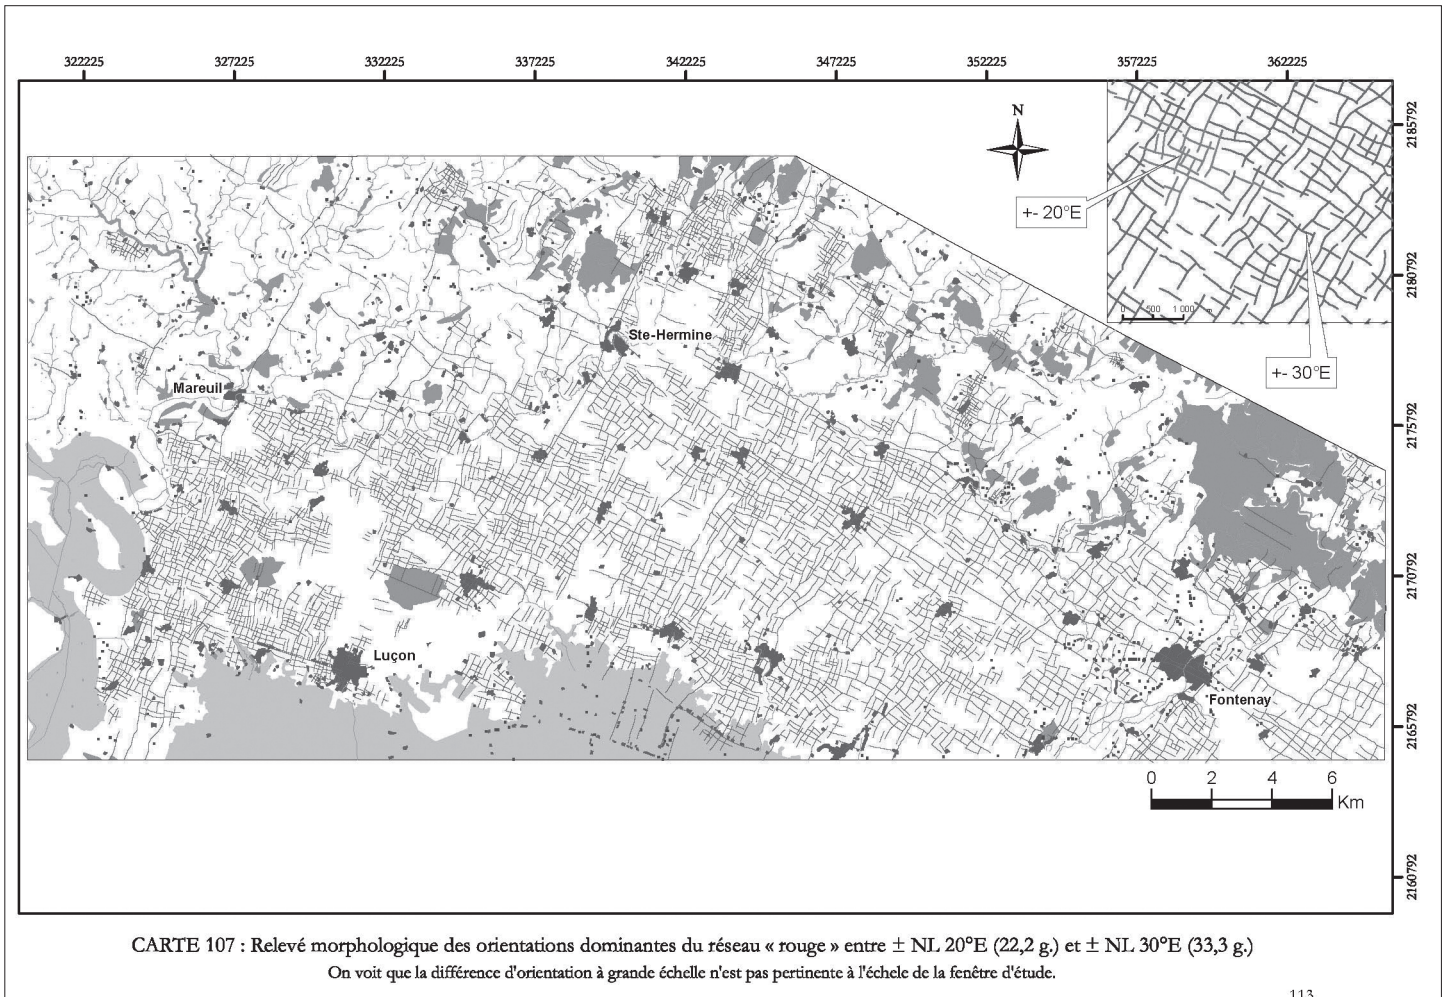 322225 327225 332225 337225 342225 347225 352225 357225 362225
2185792
N
+- 20°E
2180792
0 500 1 000 m
Ste-Hermine
+- 30°E
Mareuil
2175792
2170792
Luçon
Fontenay
2165792
0 2 4 6
Km
2160792
CARTE 107 : Relevé morphologique des orientations dominantes du réseau « rouge » entre ± NL 20°E (22,2 g.) et ± NL 30°E (33,3 g.)
On voit que la différence d'orientation à grande échelle n'est pas pertinente à l'échele de la fenêtre d'étude.
113